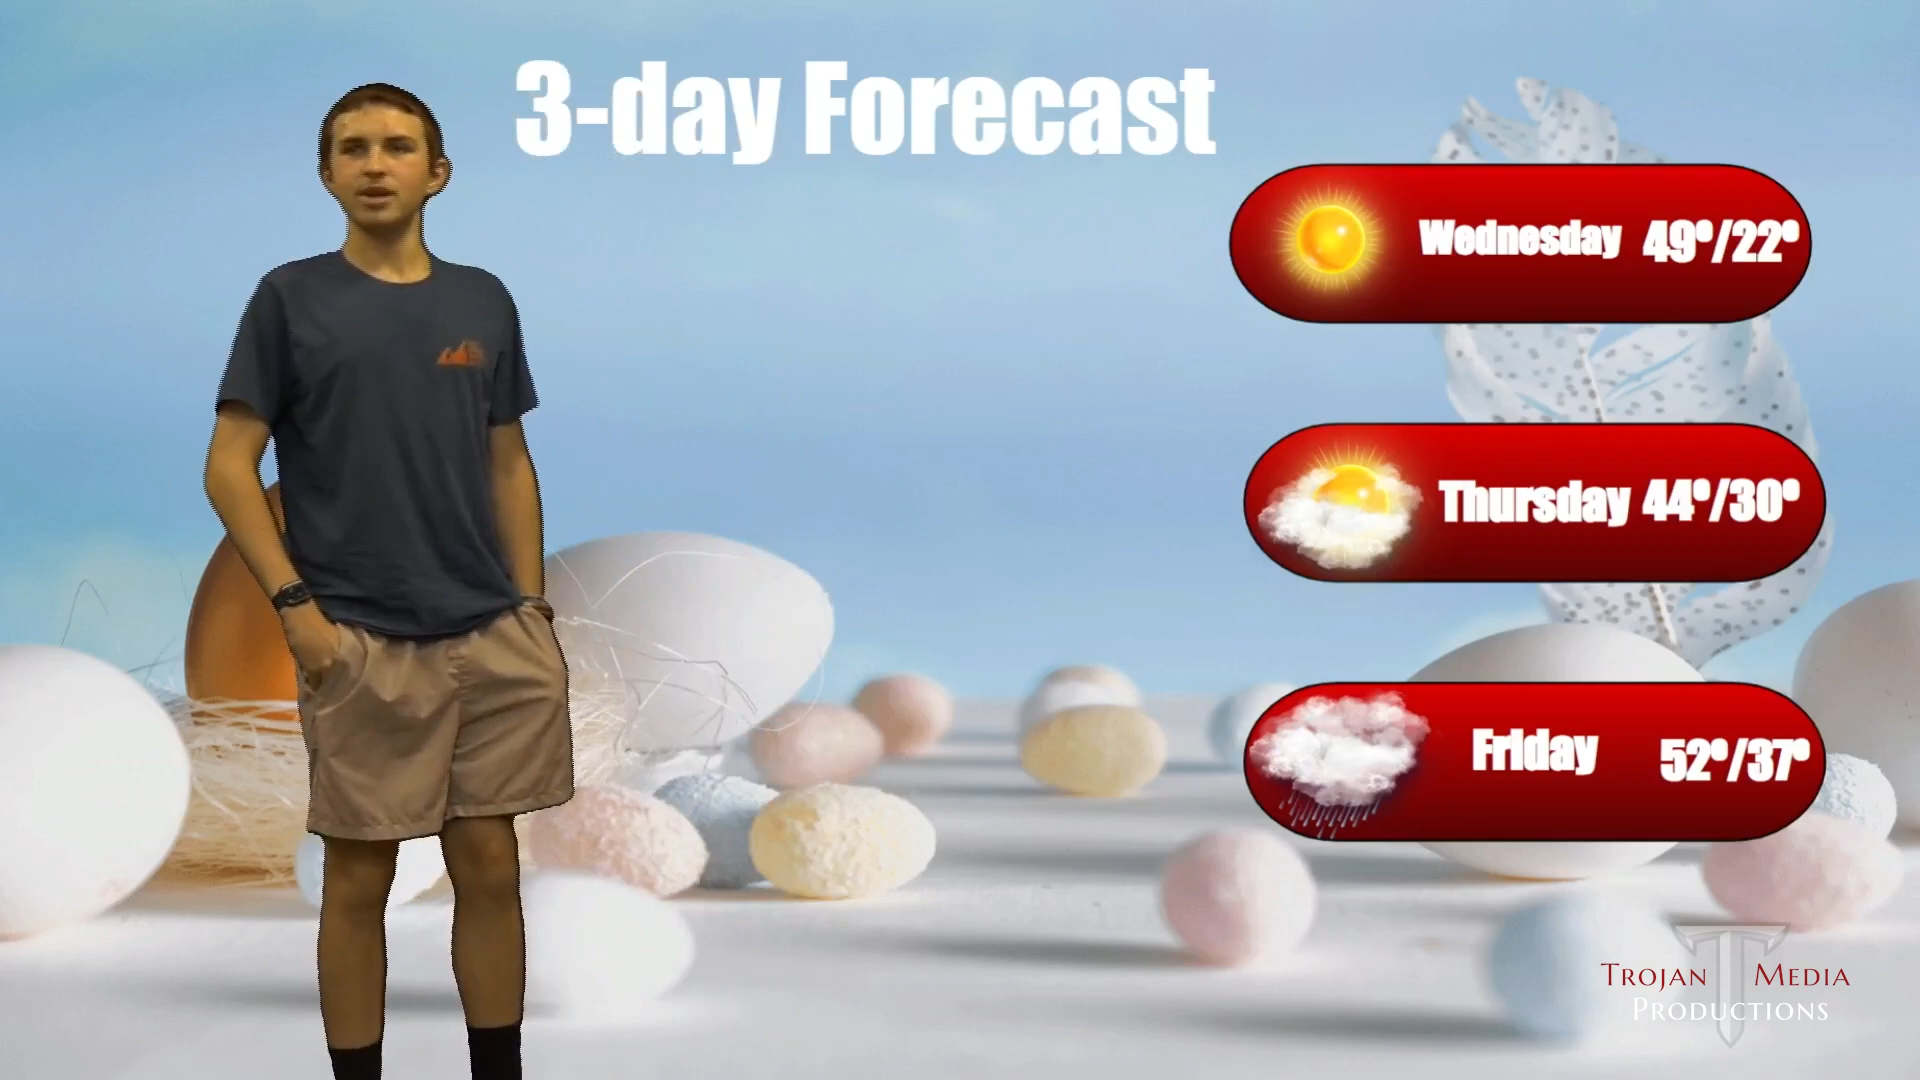 3-day Forecast
Wednesday 49°/22°
Thursday 44°/30°
Friday 52°/37°
TROJAN MEDIA
PRODUCTIONS